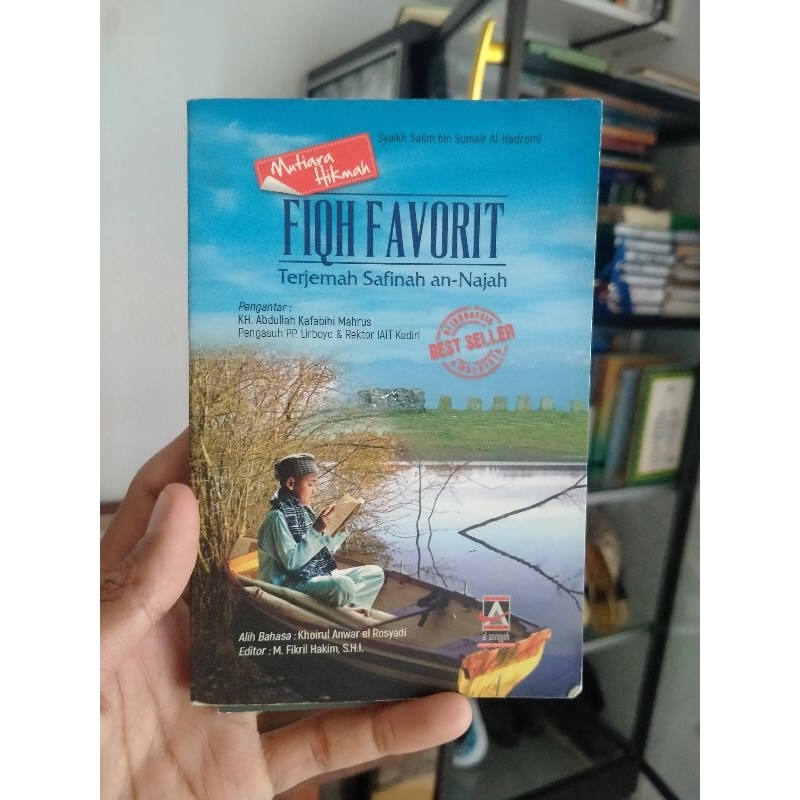 Syaikh Salim bin Sumair Al-Hadromi
Mutiara
Hikmah
FIQH FAVORIT
Terjemah Safinah an-Najah
Pengantar :
KH. Abdullah Kafabihi Mahrus
Pengasuh PP. Lirboyo & Rektor IAIT Kediri
BEST SELLER
Alih Bahasa : Khoirul Anwar el Rosyadi
Editor : M. Fikril Hakim, S.H.I.